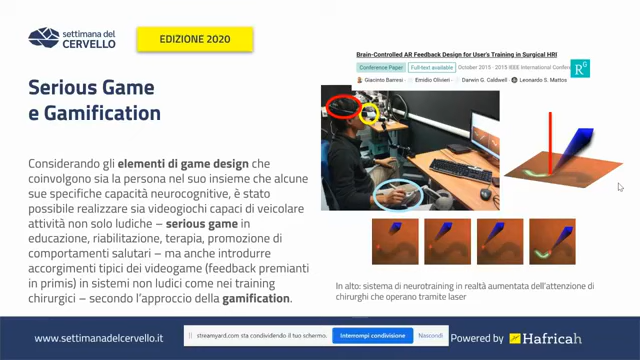 settimana del
CERVELLO
EDIZIONE 2020
Serious Game
e Gamification
Considerando gli elementi di game design che
coinvolgono sia la persona nel suo insieme che alcune
sue specifiche capacità neurocognitive, è stato
possibile realizzare sia videogiochi capaci di veicolare
attività non solo ludiche – serious game in
educazione, riabilitazione, terapia, promozione di
comportamenti salutari – ma anche introdurre
accorgimenti tipici dei videogame (feedback premianti
in primis) in sistemi non ludici come nei training
chirurgici – secondo l'approccio della gamification.
Brain-Controlled AR Feedback Design for User's Training in Surgical HRI
Conference Paper Full-text available October 2015 - 2015 IEEE International Confere
RG
Giacinto Barresi Emidio Olivieri Darwin G. Caldwell Leonardo S. Mattos
In alto: sistema di neurotraining in realtà aumentata dell'attenzione di
chirurghi che operano tramite laser
www.settimanadelcervello.it
streamyard.com sta condividendo il tuo schermo.
Interrompi condivisione
Nascondi
Powered by
Hafricah